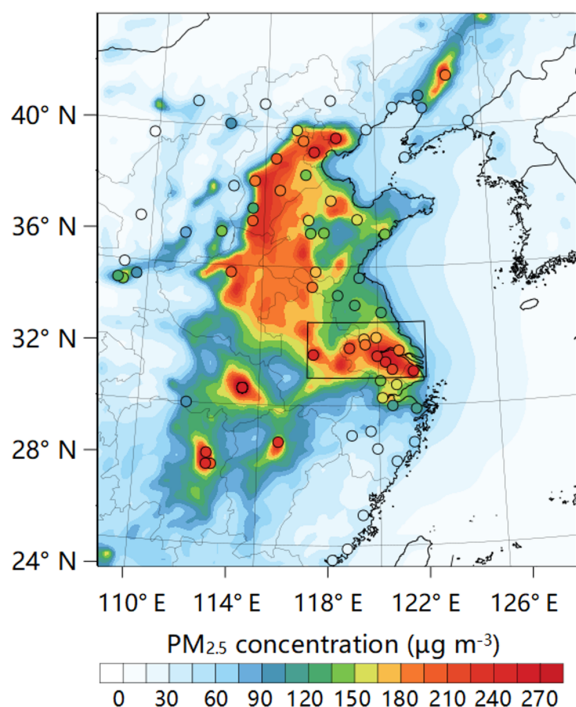 40° N
36° N
32° N
28° N
24° N
110° E 114° E 118° E 122° E 126° E
PM2.5 concentration (µg m-3)
0 30 60 90 120 150 180 210 240 270